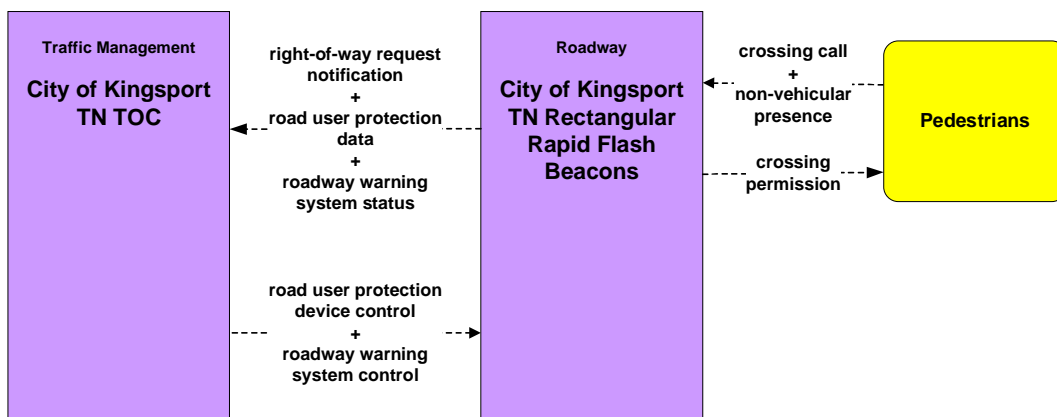 Traffic Management
City of Kingsport
TN TOC
right-of-way request
notification
+
road user protection
data
+
roadway warning
system status
road user protection
device control
+
roadway warning
system control
Roadway
City of Kingsport
TN Rectangular
Rapid Flash
Beacons
crossing call
+
non-vehicular
presence
crossing
permission
Pedestrians